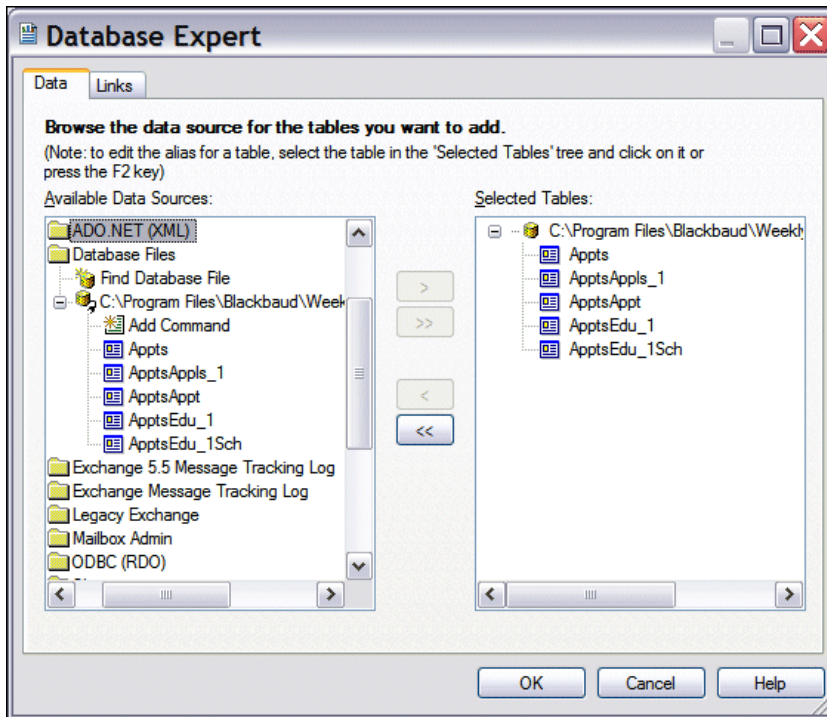 Database Expert
Data
Links
Browse the data source for the tables you want to add.
(Note: to edit the alias for a table, select the table in the 'Selected Tables' tree and click on it or
press the F2 key)
Available Data Sources:
ADO.NET (XML)
Database Files
Find Database File
C:\Program Files\Blackbaud\Week
Add Command
Appts
ApptsAppls_1
ApptsAppt
ApptsEdu_1
ApptsEdu_1Sch
Exchange 5.5 Message Tracking Log
Exchange Message Tracking Log
Legacy Exchange
Mailbox Admin
ODBC (RDO)
>
>>
<
<<
Selected Tables:
C:\Program Files\Blackbaud\Weekly
Appts
ApptsAppls_1
ApptsAppt
ApptsEdu_1
ApptsEdu_1Sch
OK
Cancel
Help